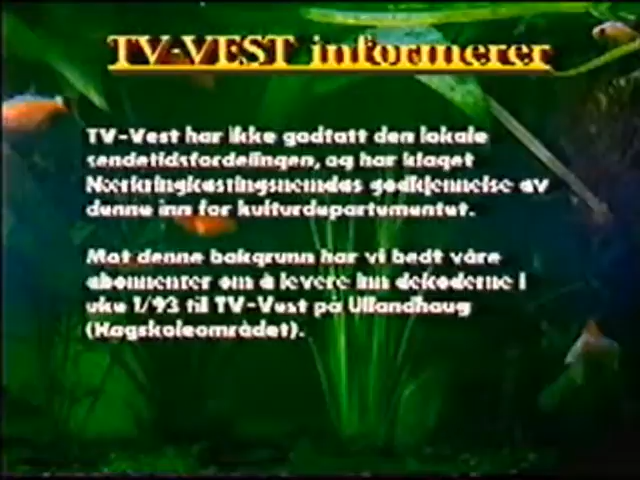 TV-VEST informerer
TV-Vest har ikke godtatt den lokale
sendetidsfordelingen, og har klaget
Nærkringkastingsnemdas godkjennelse av
denne inn for kulturdepartementet.
Mot denne bakgrunn har vi bedt våre
abonnenter om å levere inn dekoderne i
uke 1/93 til TV-Vest på Ullandhaug
(Høgskoleområdet).